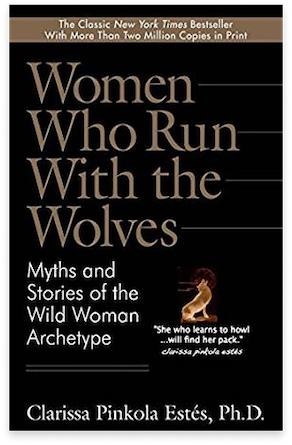 The Classic New York Times Bestseller
With More Than Two Million Copies in Print
Women
Who Run
With the
Wolves
Myths and
Stories of the
Wild Woman
Archetype
"She who learns to howl
...will find her pack."
clarissa pinkola estés
Clarissa Pinkola Estés, Ph.D.